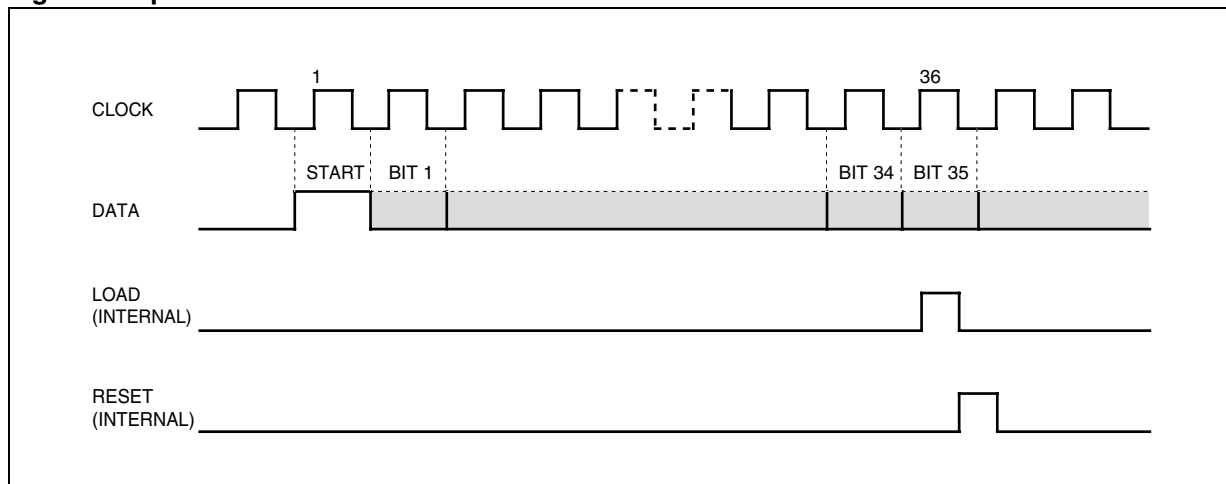 1
36
CLOCK
START
BIT 1
BIT 34
BIT 35
DATA
LOAD
(INTERNAL)
RESET
(INTERNAL)